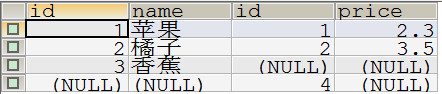 id name id price
1 苹果 1 2.3
2 橘子 2 3.5
3 香蕉 (NULL) (NULL)
(NULL) (NULL) 4 (NULL)